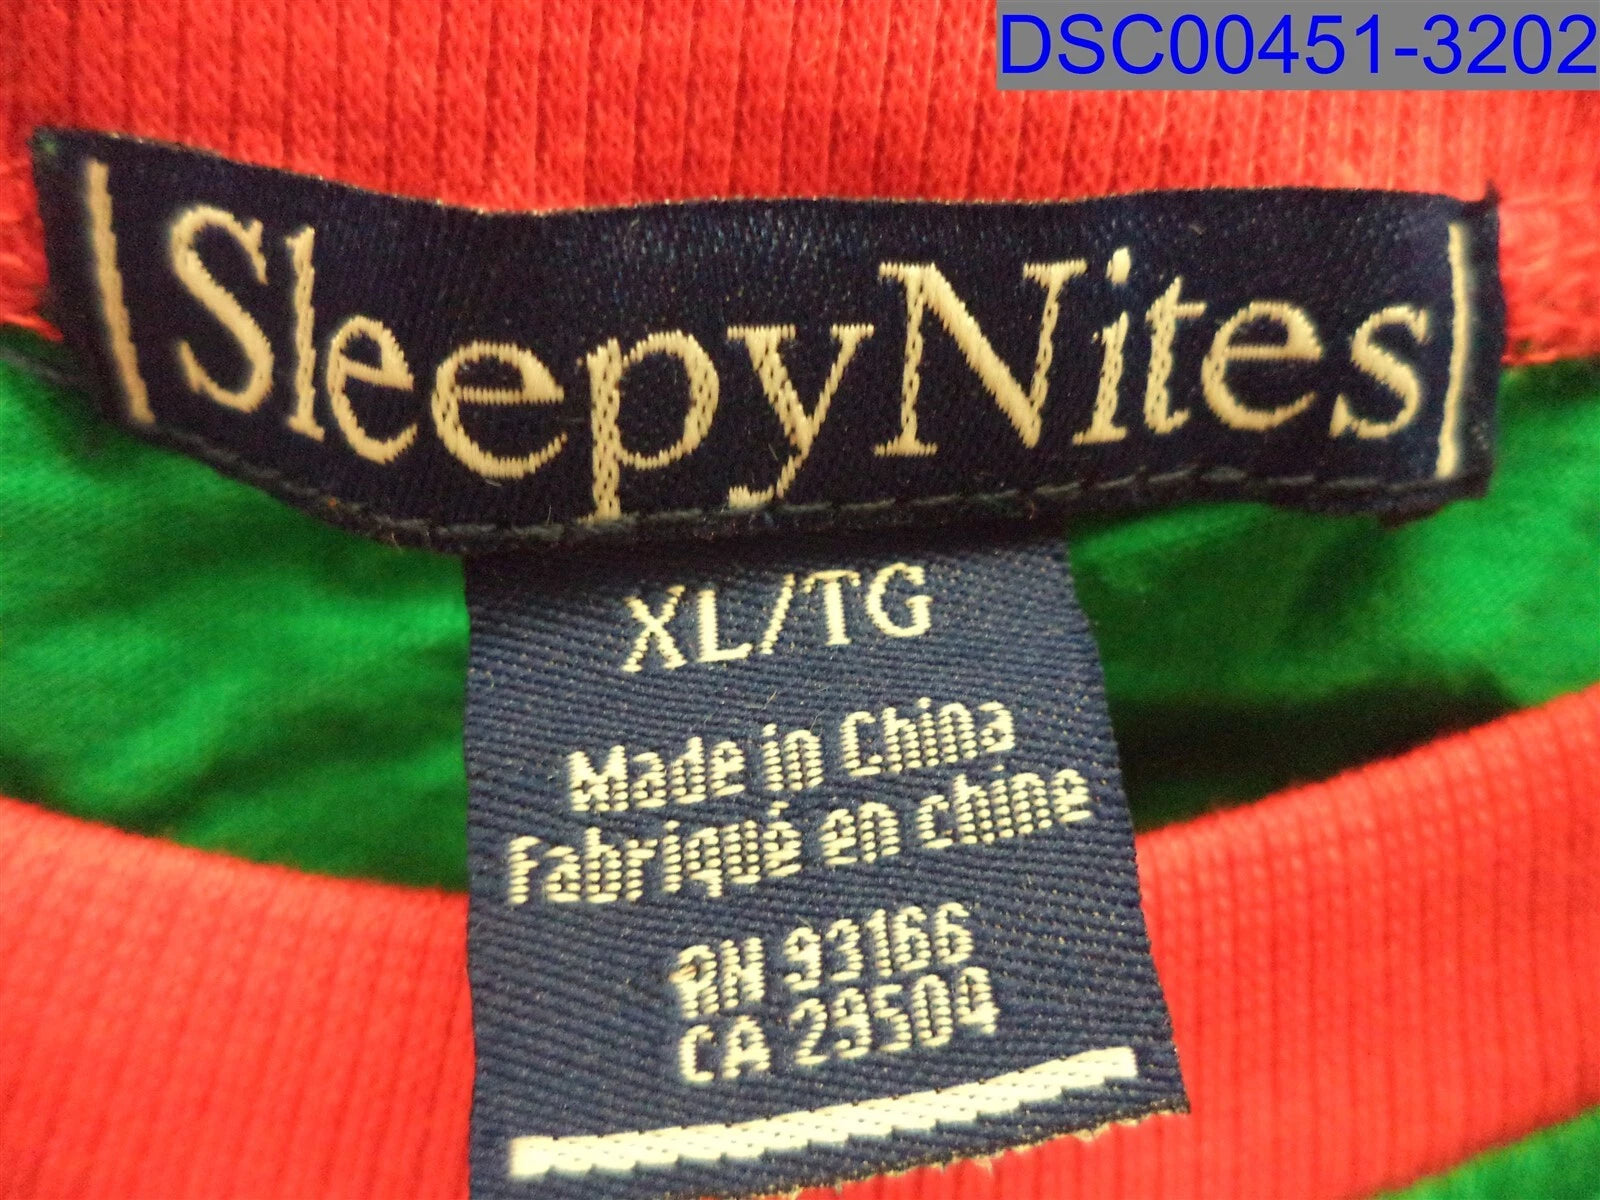 DSC00451-3202
SleepyNites
XL/TG
Made in China
Fabriqué en chine
RN 93166
CA 29504